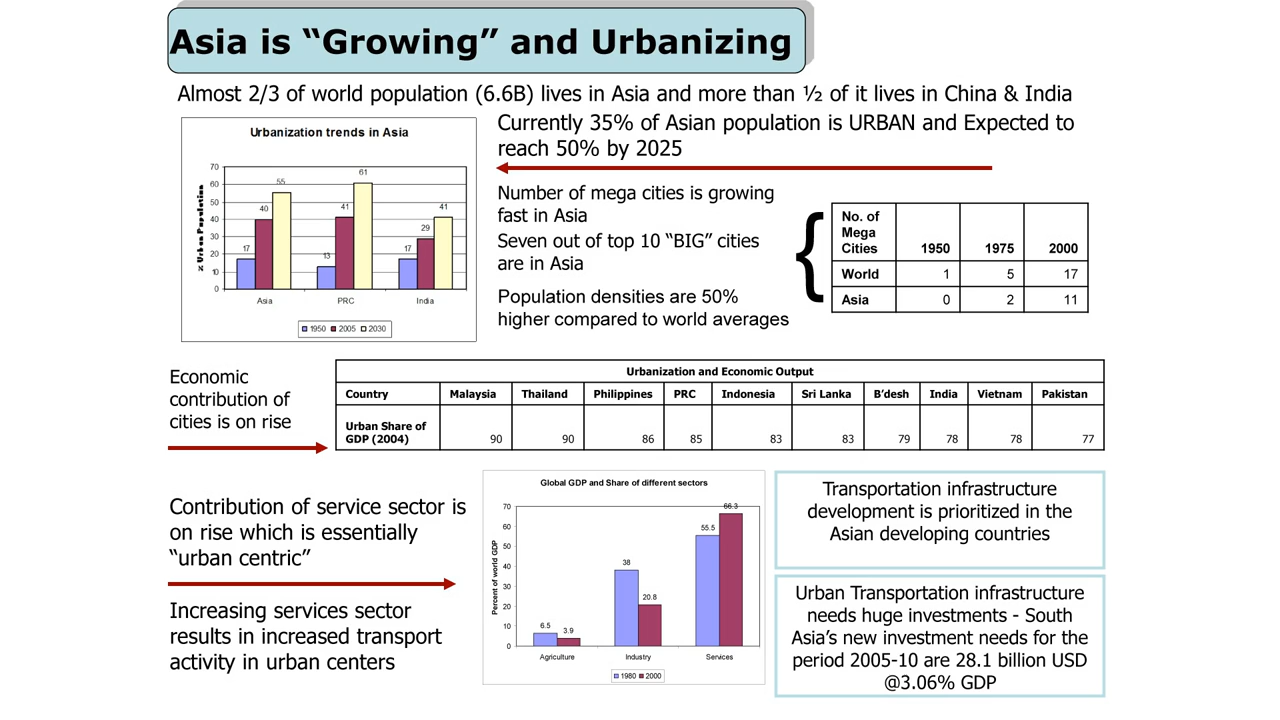 Asia is “Growing” and Urbanizing
Almost 2/3 of world population (6.6B) lives in Asia and more than ½ of it lives in China & India
Urbanization trends in Asia
% Urban Population
70
60
50
40
30
20
10
0
17 40 55
13 41 61
17 29 41
Asia PRC India
1950 2005 2030
Currently 35% of Asian population is URBAN and Expected to
reach 50% by 2025
Number of mega cities is growing
fast in Asia
Seven out of top 10 “BIG” cities
are in Asia
Population densities are 50%
higher compared to world averages
{
No. of
Mega
Cities 1950 1975 2000
World 1 5 17
Asia 0 2 11
Economic
contribution of
cities is on rise
Urbanization and Economic Output
Country Malaysia Thailand Philippines PRC Indonesia Sri Lanka B’desh India Vietnam Pakistan
Urban Share of
GDP (2004) 90 90 86 85 83 83 79 78 78 77
Contribution of service sector is
on rise which is essentially
“urban centric”
Increasing services sector
results in increased transport
activity in urban centers
Global GDP and Share of different sectors
Percent of world GDP
70
60
50
40
30
20
10
0
6.5 3.9
38 20.8
55.5 66.3
Agriculture Industry Services
1980 2000
Transportation infrastructure
development is prioritized in the
Asian developing countries
Urban Transportation infrastructure
needs huge investments - South
Asia’s new investment needs for the
period 2005-10 are 28.1 billion USD
@3.06% GDP